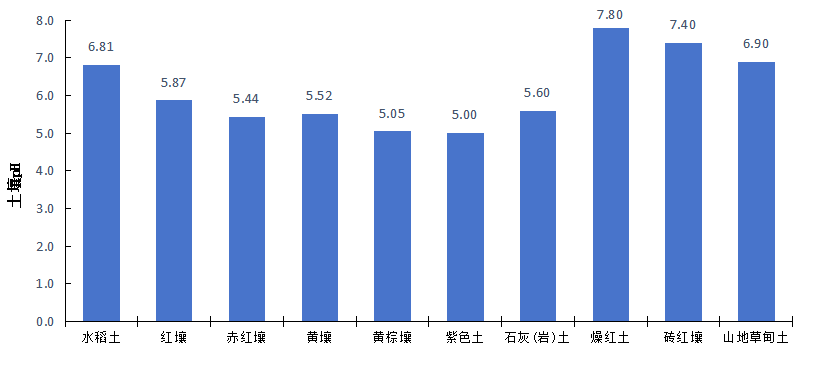 土壤pH
8.0
7.0
6.0
5.0
4.0
3.0
2.0
1.0
0.0
6.81
5.87
5.44
5.52
5.05
5.00
5.60
7.80
7.40
6.90
水稻土
红壤
赤红壤
黄壤
黄棕壤
紫色土
石灰(岩)土
燥红土
砖红壤
山地草甸土